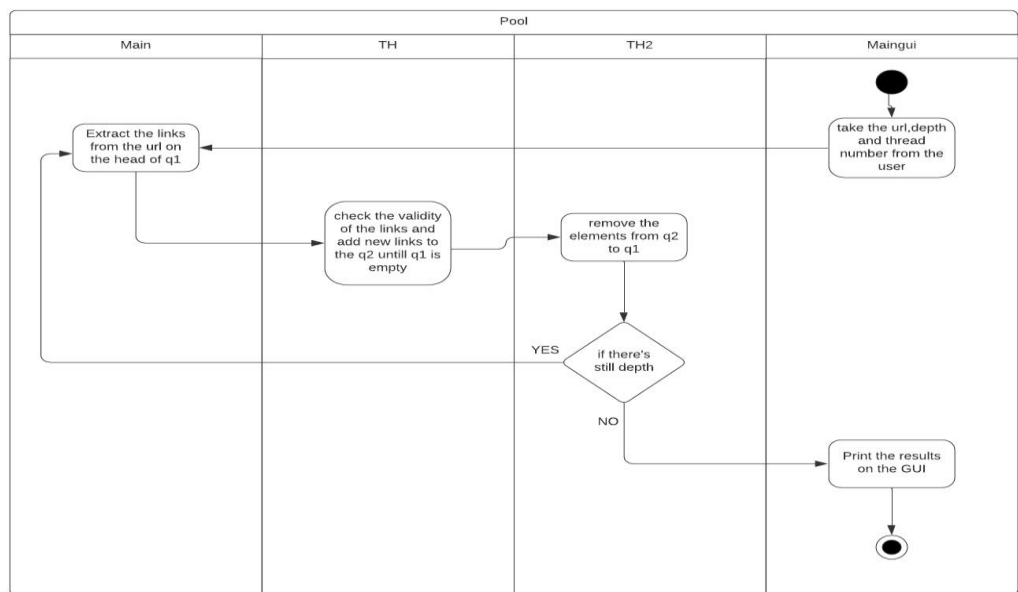 Pool
Main
TH
TH2
Maingui
take the url,depth
and thread
number from the
user
Extract the links
from the url on
the head of q1
check the validity
of the links and
add new links to
the q2 untill q1 is
empty
remove the
elements from q2
to q1
if there's
still depth
YES
NO
Print the results
on the GUI